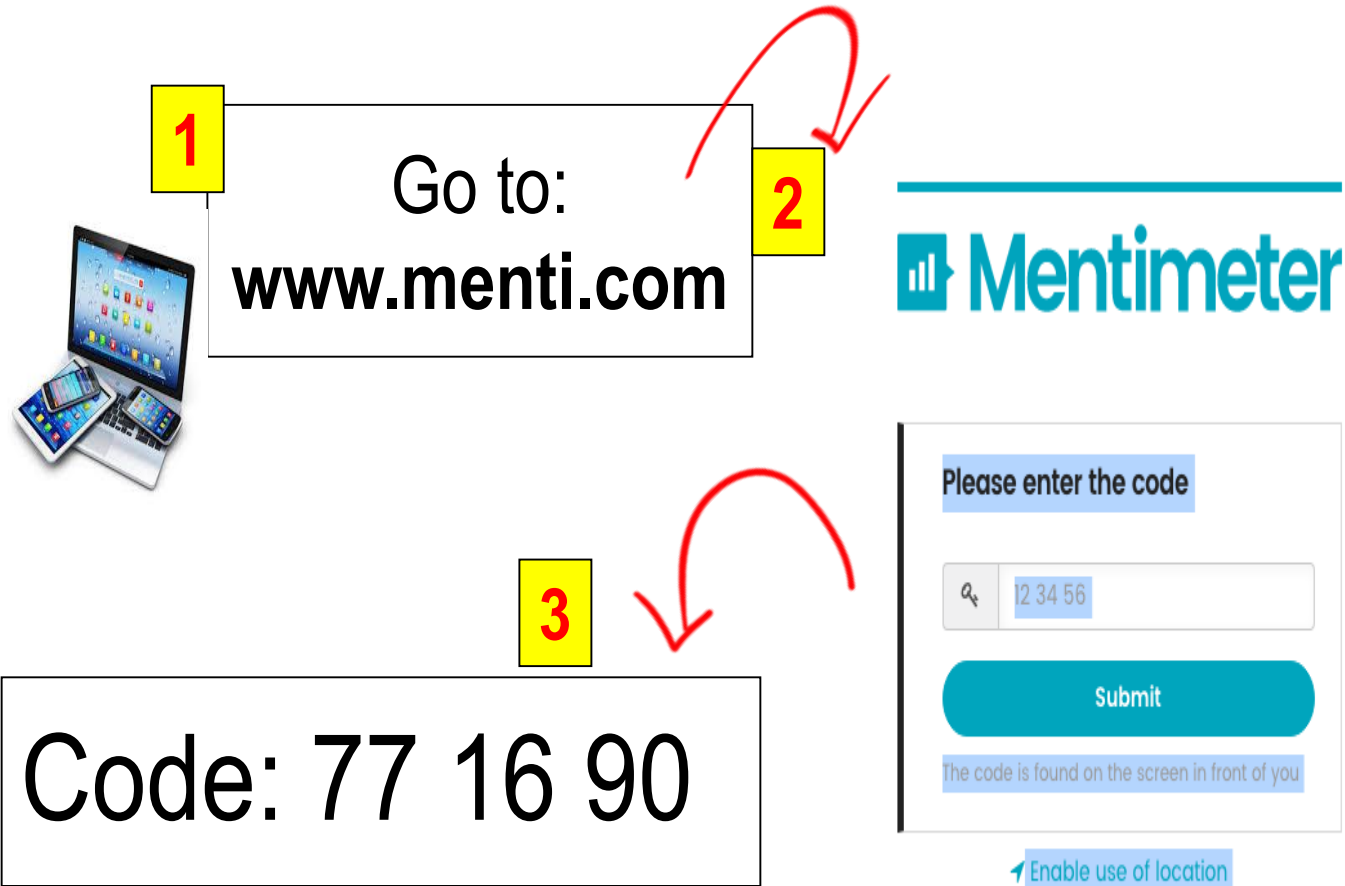 1
Go to:
www.menti.com
2
Mentimeter
Please enter the code
12 34 56
Submit
The code is found on the screen in front of you
Enable use of location
3
Code: 77 16 90